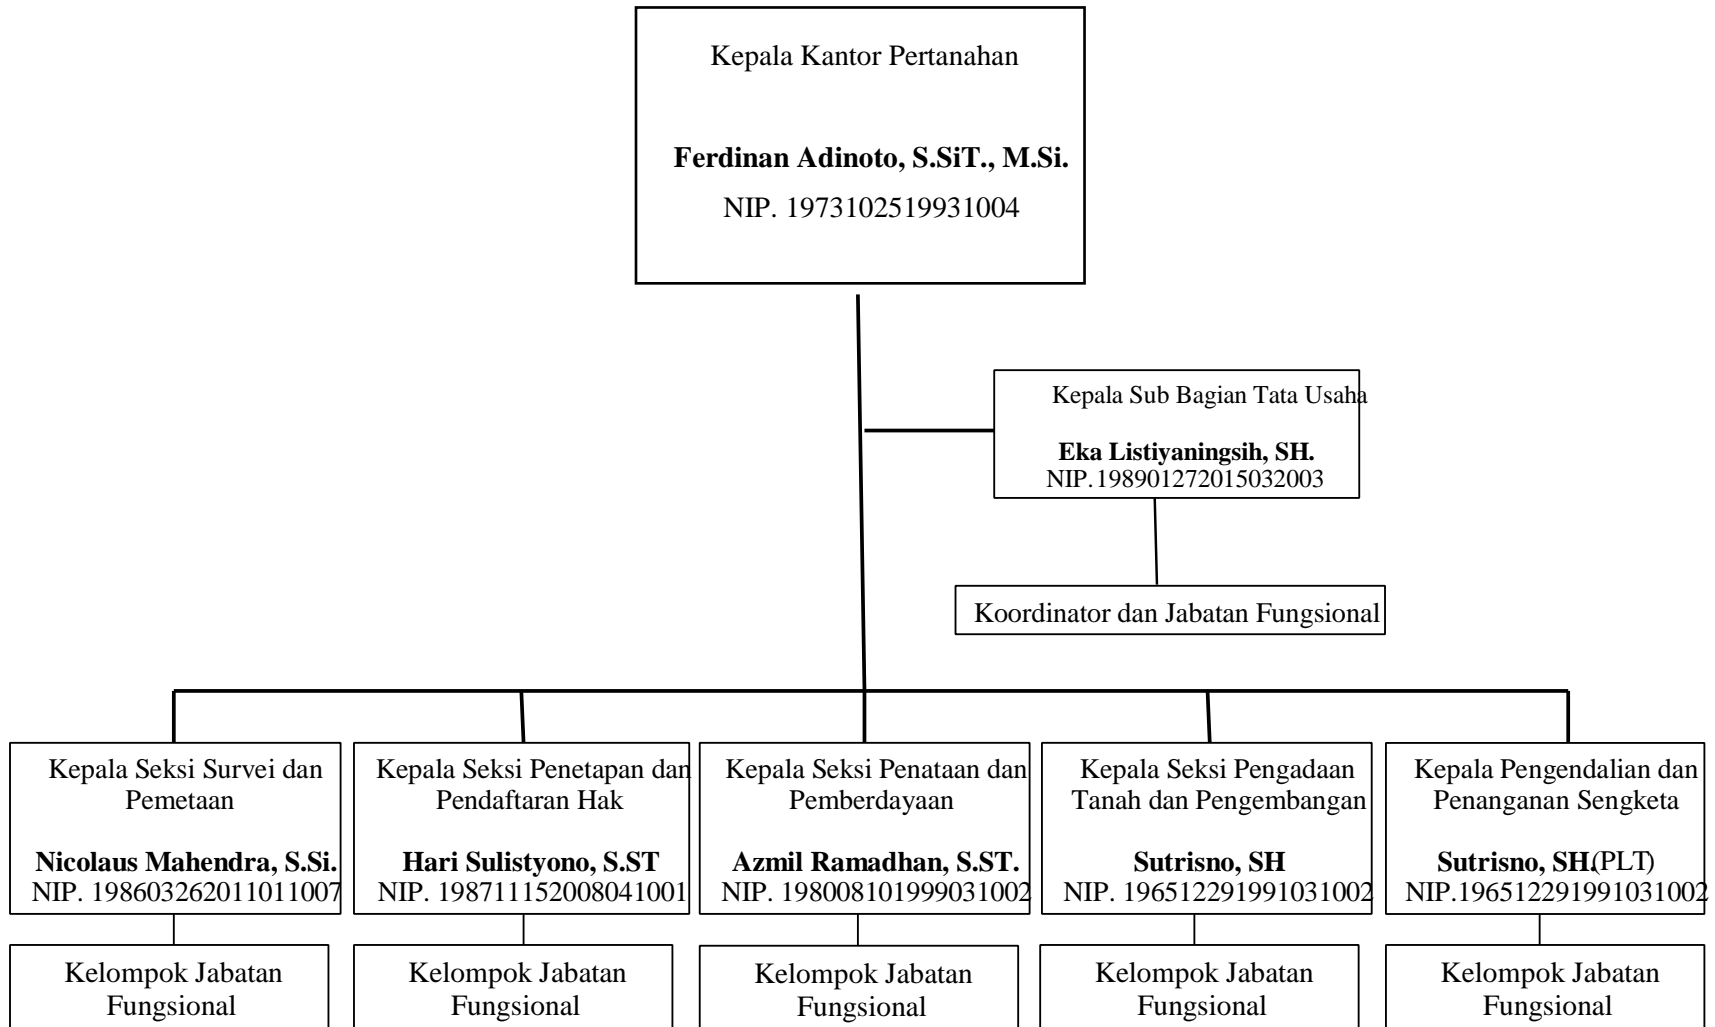 Kepala Kantor Pertanahan
Ferdinan Adinoto, S.SiT., M.Si.
NIP. 1973102519931004
Kepala Sub Bagian Tata Usaha
Eka Listiyaningsih, SH.
NIP.198901272015032003
Koordinator dan Jabatan Fungsional
Kepala Seksi Survei dan
Pemetaan
Nicolaus Mahendra, S.Si.
NIP. 198603262011011007
Kepala Seksi Penetapan dan
Pendaftaran Hak
Hari Sulistyono, S.ST
NIP. 198711152008041001
Kepala Seksi Penataan dan
Pemberdayaan
Azmil Ramadhan, S.ST.
NIP. 198008101999031002
Kepala Seksi Pengadaan
Tanah dan Pengembangan
Sutrisno, SH
NIP. 196512291991031002
Kepala Pengendalian dan
Penanganan Sengketa
Sutrisno, SH.(PLT)
NIP.196512291991031002
Kelompok Jabatan
Fungsional
Kelompok Jabatan
Fungsional
Kelompok Jabatan
Fungsional
Kelompok Jabatan
Fungsional
Kelompok Jabatan
Fungsional